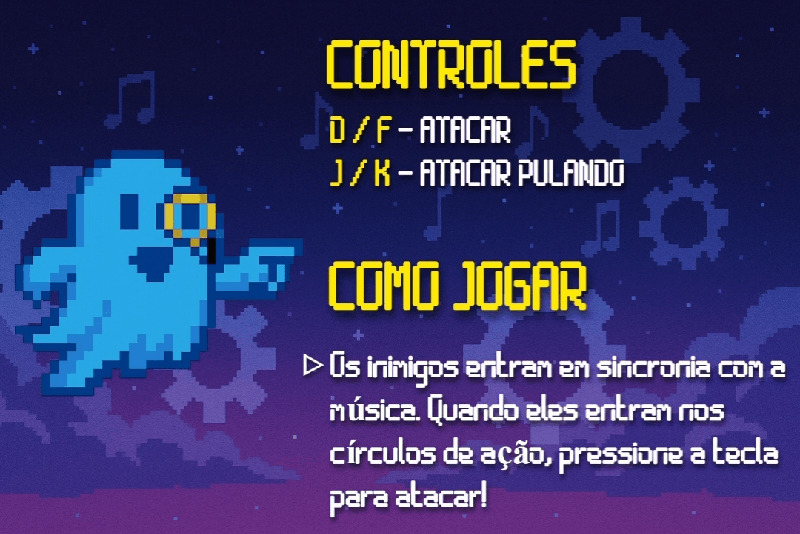 CONTROLES
D / F – ATACAR
J / K – ATACAR PULANDO
COMO JOGAR
▷ Os inimigos entram em sincronia com a
música. Quando eles entram nos
círculos de ação, pressione a tecla
para atacar!